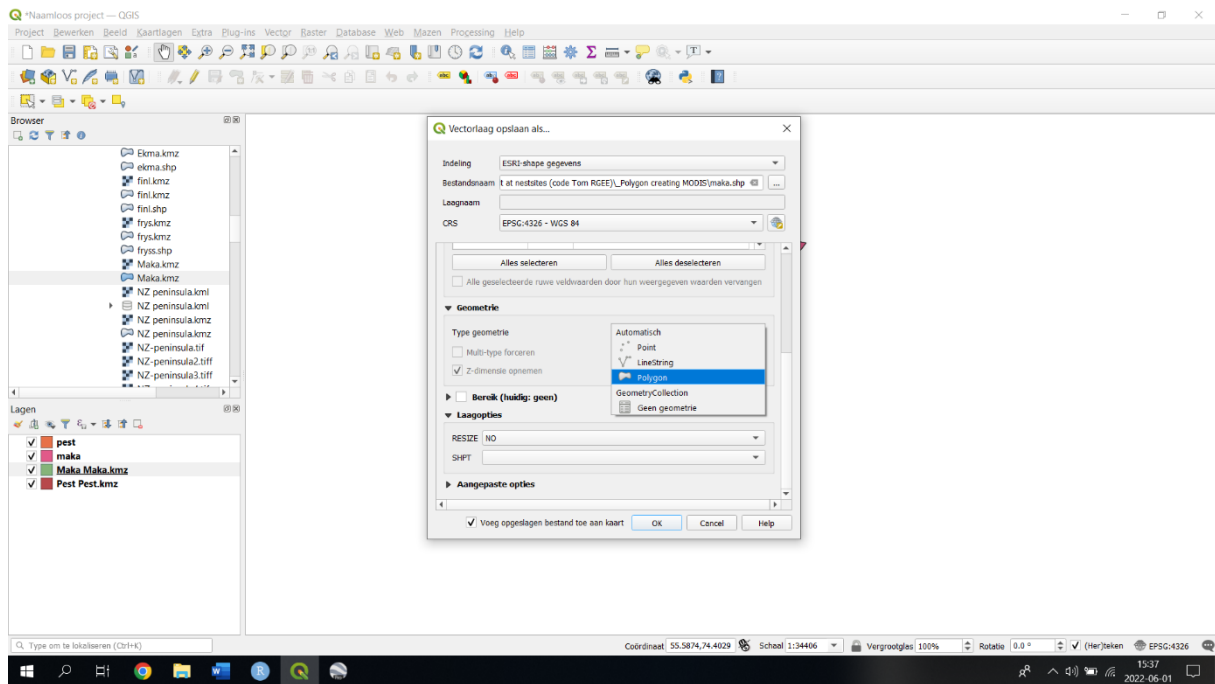 *Naamloos project — QGIS
Project Bewerken Beeld Kaartlagen Extra Plug-ins Vector Raster Database Web Mazen Processing Help
Browser
Ekma.kmz
ekma.shp
finl.kmz
finl.kmz
finl.shp
frys.kmz
frys.kmz
fryss.shp
Maka.kmz
Maka.kmz
NZ peninsula.kml
NZ peninsula.kml
NZ peninsula.kmz
NZ peninsula.kmz
NZ-peninsula.tif
NZ-peninsula2.tiff
NZ-peninsula3.tiff
Lagen
pest
maka
Maka Maka.kmz
Pest Pest.kmz
Vectorlaag opslaan als...
Indeling ESRI-shape gegevens
Bestandsnaam t at nestsites (code Tom RGEE)\_Polygon creating MODIS\maka.shp ...
Laagnaam
CRS EPSG:4326 - WGS 84
Alles selecteren Alles deselecteren
Alle geselecteerde ruwe veldwaarden door hun weergegeven waarden vervangen
Geometrie
Type geometrie Automatisch
Point
Multi-type forceren
LineString
Z-dimensie opnemen
Polygon
GeometryCollection
Bereik (huidig: geen)
Geen geometrie
Laagopties
RESIZE NO
SHPT
Aangepaste opties
Voeg opgeslagen bestand toe aan kaart OK Cancel Help
Type om te lokaliseren (Ctrl+K) Coördinaat 55.5874,74.4029 Schaal 1:34406 Vergrootglas 100% Rotatie 0.0 ° (Her)teken EPSG:4326
15:37
2022-06-01